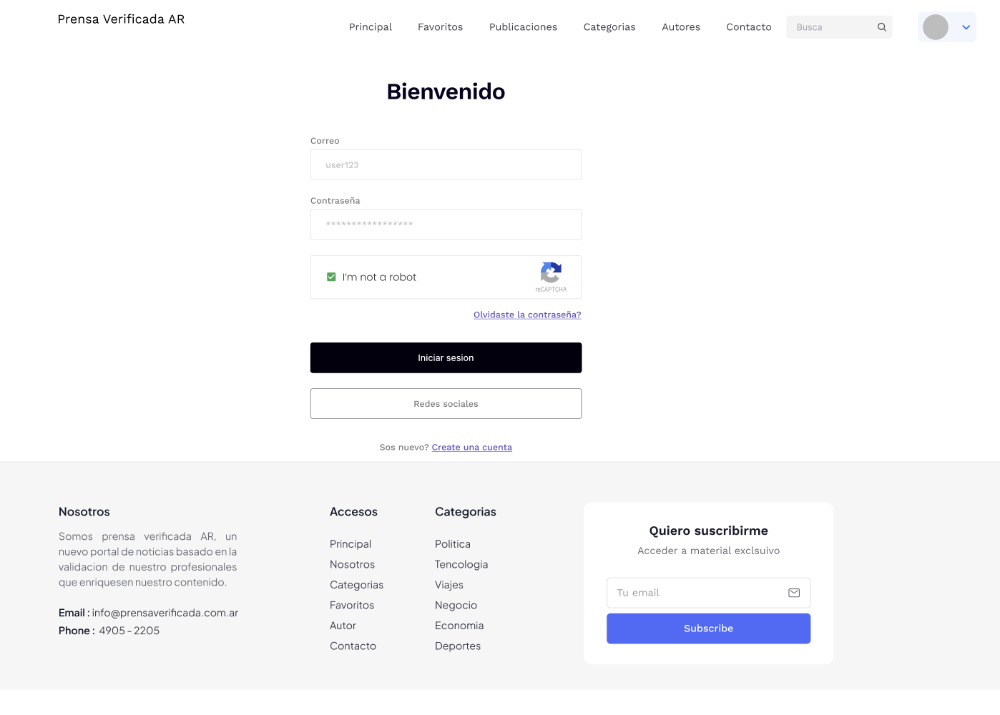 Prensa Verificada AR
Principal Favoritos Publicaciones Categorias Autores Contacto Busca
Bienvenido
Correo
user123
Contraseña
*****************
I'm not a robot
reCAPTCHA
Olvidaste la contraseña?
Iniciar sesion
Redes sociales
Sos nuevo? Create una cuenta
Nosotros
Somos prensa verificada AR, un
nuevo portal de noticias basado en la
validacion de nuestro profesionales
que enriquesen nuestro contenido.
Email : info@prensaverificada.com.ar
Phone : 4905 - 2205
Accesos
Principal
Nosotros
Categorias
Favoritos
Autor
Contacto
Categorias
Politica
Tencologia
Viajes
Negocio
Economia
Deportes
Quiero suscribirme
Acceder a material exclsuivo
Tu email
Subscribe